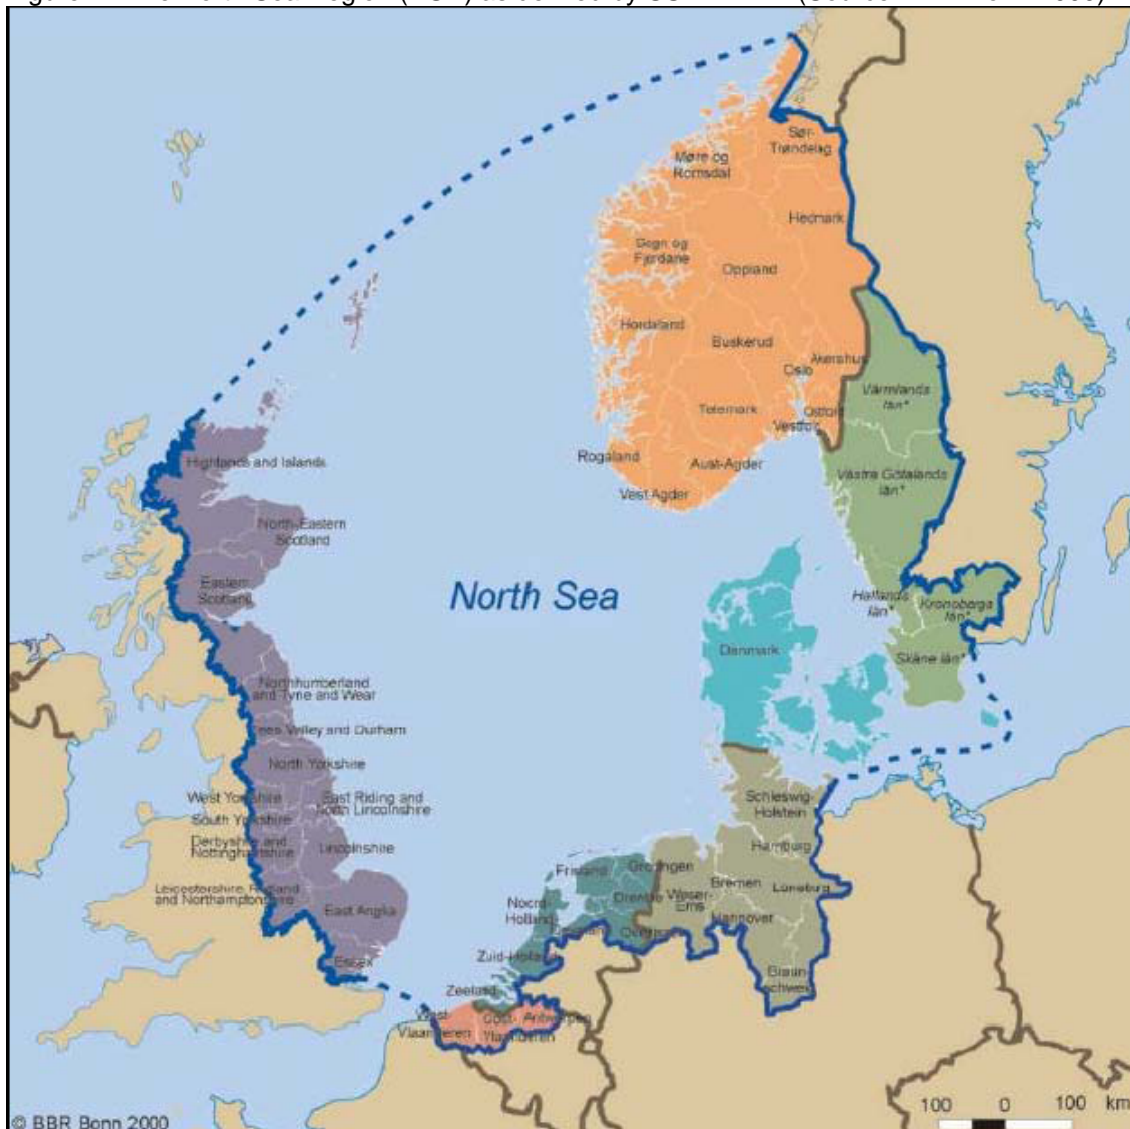 Sør-
Trøndelag
Møre og
Romsdal
Hedmark
Sogn og
Fjordane
Oppland
Hordaland
Buskerud
Akershus
Oslo
Värmlands
län*
Telemark
Østfold
Vestfold
Rogaland
Aust-Agder
Vest Agder
Västra Götalands
län*
Highlands and Islands
North-Eastern
Scotland
Eastern
Scotland
North Sea
Hallands
län*
Kronobergs
län*
Skåne län*
Danmark
Northhumberland
and Tyne and Wear
Tees Valley and Durham
North Yorkshire
West Yorkshire
East Riding and
North Lincolnshire
South Yorkshire
Derbyshire and
Nottinghamshire
Lincolnshire
Leicestershire, Rutland
and Northamptonshire
East Anglia
Essex
Schleswig-
Holstein
Hamburg
Friesland
Groningen
Drenthe
Weser-
Ems
Bremen
Lüneburg
Noord-
Holland
Hannover
Zuid-Holland
Braun-
schweig
Zeeland
West-
Vlaanderen
Oost-
Vlaanderen
Antwerpen
© BBR Bonn 2000
100 0 100 km